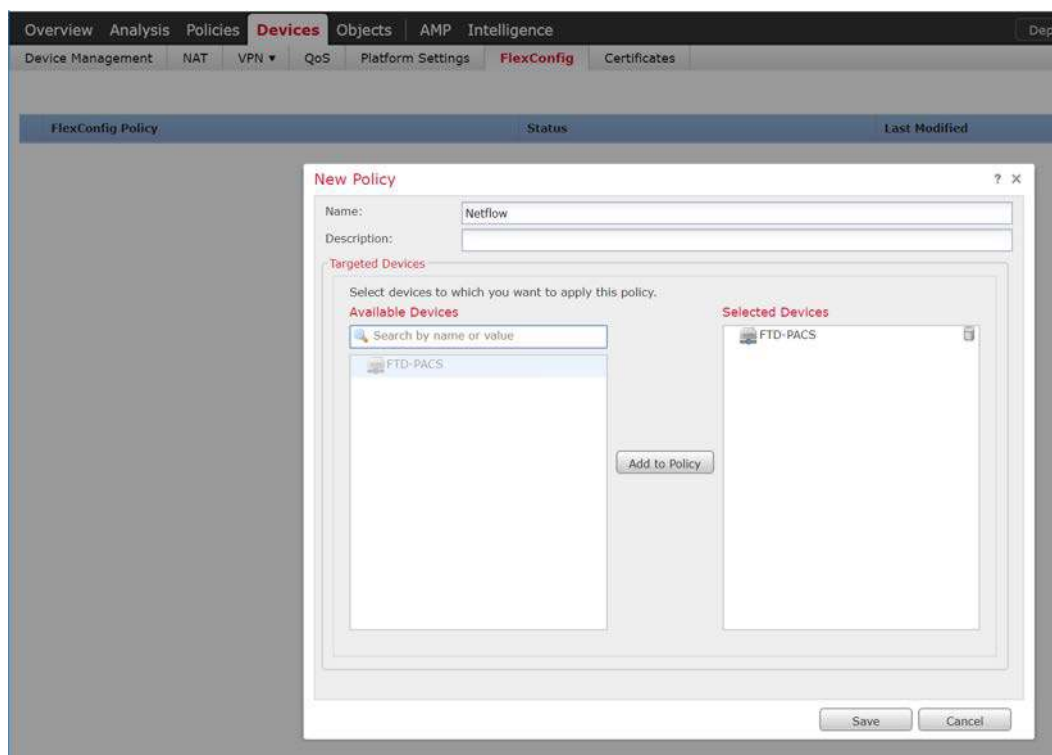 Overview Analysis Policies Devices Objects AMP Intelligence Dep
Device Management NAT VPN ▾ QoS Platform Settings FlexConfig Certificates
FlexConfig Policy Status Last Modified
New Policy ? ×
Name: Netflow
Description:
Targeted Devices
Select devices to which you want to apply this policy.
Available Devices Selected Devices
Search by name or value FTD-PACS
FTD-PACS
Add to Policy
Save Cancel